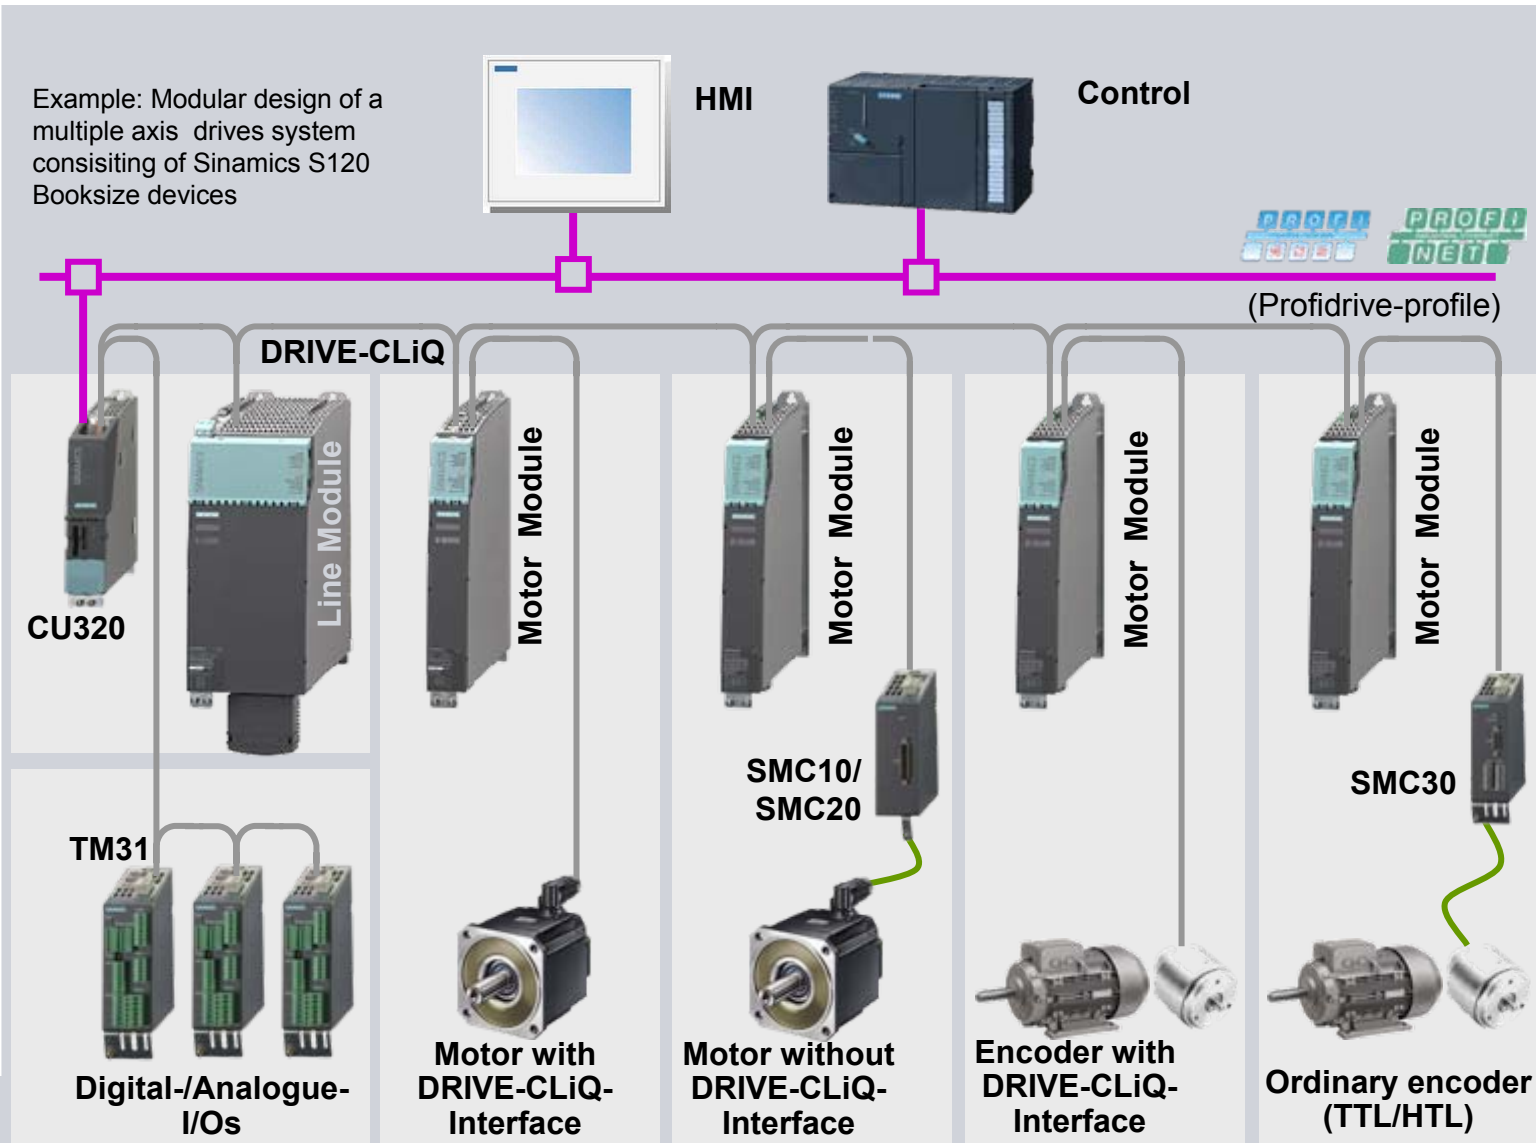 Example: Modular design of a
multiple axis drives system
consisiting of Sinamics S120
Booksize devices
HMI
Control
PROFI
PROFI
NET
(Profidrive-profile)
DRIVE-CLiQ
CU320
Line Module
Motor Module
Motor Module
Motor Module
Motor Module
SMC10/
SMC20
SMC30
TM31
Digital-/Analogue-
I/Os
Motor with
DRIVE-CLiQ-
Interface
Motor without
DRIVE-CLiQ-
Interface
Encoder with
DRIVE-CLiQ-
Interface
Ordinary encoder
(TTL/HTL)